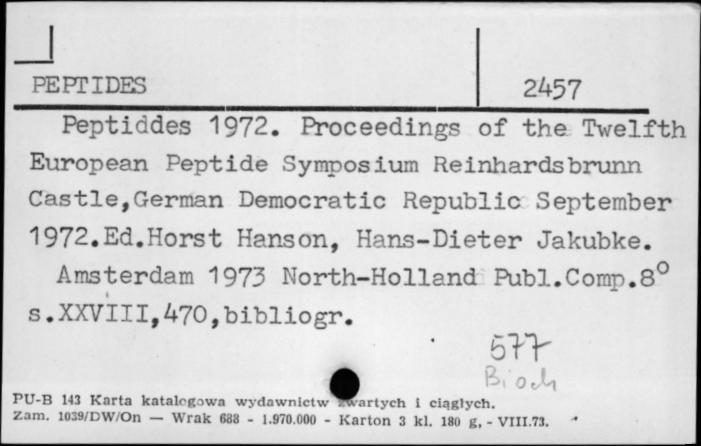 PEPTIDES 2457
Peptiddes 1972. Proceedings of the Twelfth
European Peptide Symposium Reinhardsbrunn
Castle,German Democratic Republic September
1972.Ed.Horst Hanson, Hans-Dieter Jakubke.
Amsterdam 1973 North-Holland Publ.Comp.8°
s.XXVIII,470,bibliogr.
577
Bioch
PU-B 143 Karta katalogowa wydawnictw zwartych i ciągłych.
Zam. 1039/DW/On — Wrak 688 - 1.970.000 - Karton 3 kl. 180 g, - VIII.73.